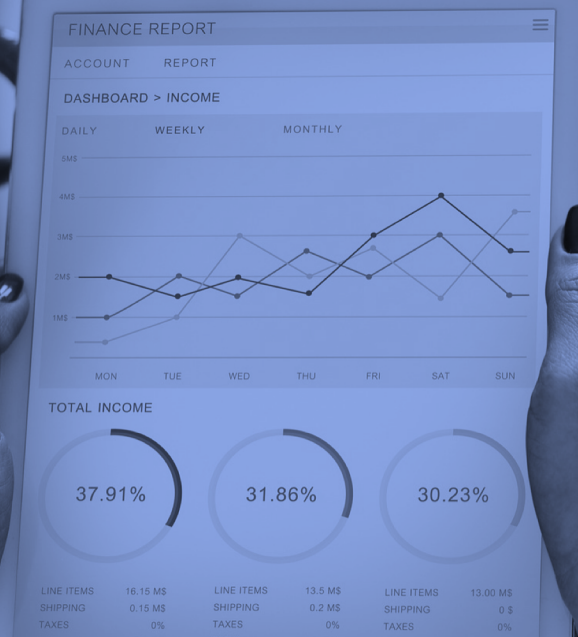 FINANCE REPORT
ACCOUNT REPORT
DASHBOARD > INCOME
DAILY WEEKLY MONTHLY
5M$
4M$
3M$
2M$
1M$
MON TUE WED THU FRI SAT SUN
TOTAL INCOME
37.91% 31.86% 30.23%
LINE ITEMS 16.15 M$ LINE ITEMS 13.5 M$ LINE ITEMS 13.00 M$
SHIPPING 0.15 M$ SHIPPING 0.2 M$ SHIPPING 0 $
TAXES 0% TAXES 0% TAXES 0%